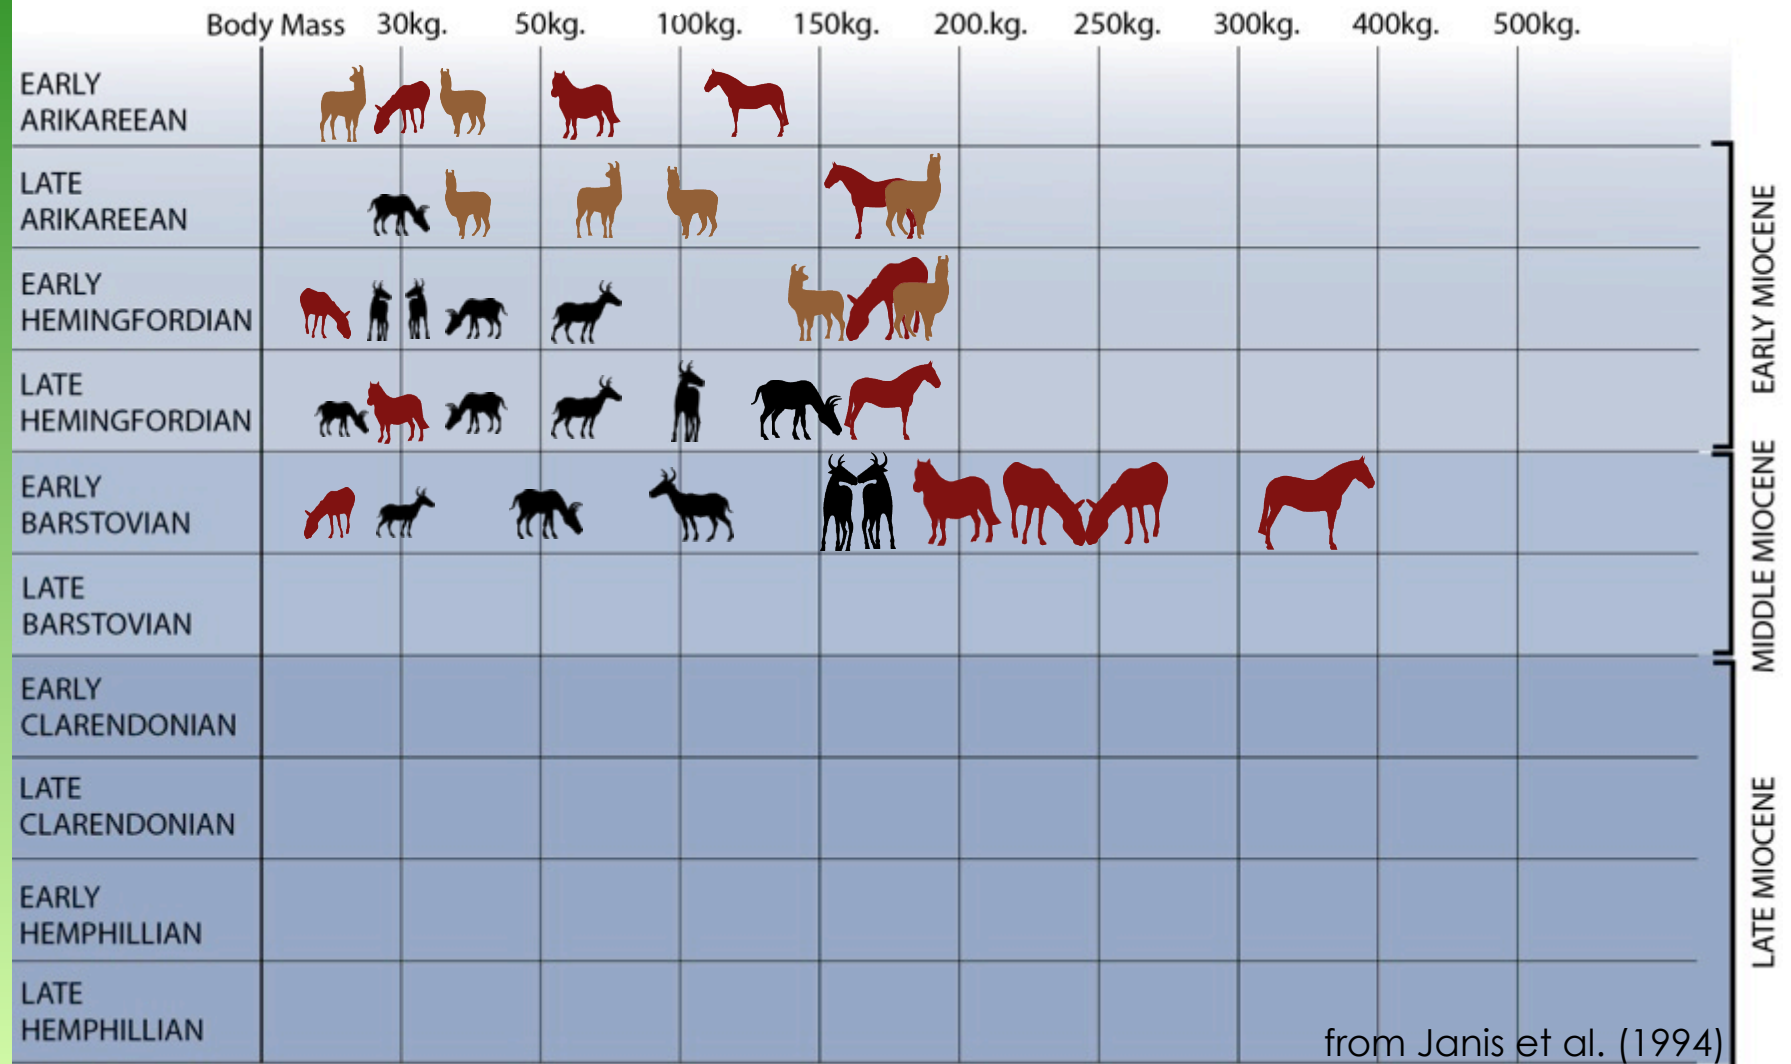 Body Mass 30kg. 50kg. 100kg. 150kg. 200.kg. 250kg. 300kg. 400kg. 500kg.
EARLY
ARIKAREEAN
LATE
ARIKAREEAN
EARLY
HEMINGFORDIAN
LATE
HEMINGFORDIAN
EARLY
BARSTOVIAN
LATE
BARSTOVIAN
EARLY
CLARENDONIAN
LATE
CLARENDONIAN
EARLY
HEMPHILLIAN
LATE
HEMPHILLIAN
EARLY MIOCENE
MIDDLE MIOCENE
LATE MIOCENE
from Janis et al. (1994)